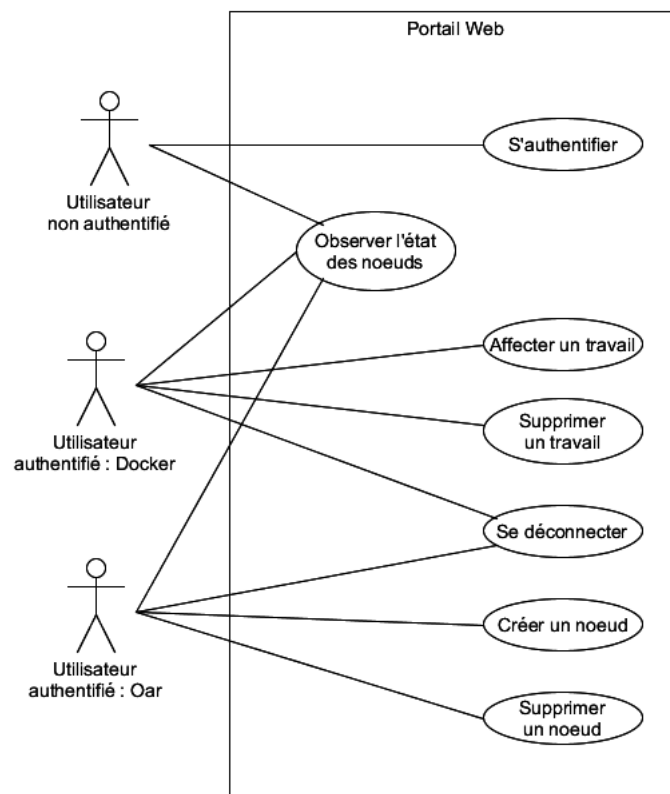 Portail Web
S'authentifier
Utilisateur
non authentifié
Observer l'état
des noeuds
Affecter un travail
Supprimer
un travail
Utilisateur
authentifié : Docker
Se déconnecter
Créer un noeud
Utilisateur
authentifié : Oar
Supprimer
un noeud